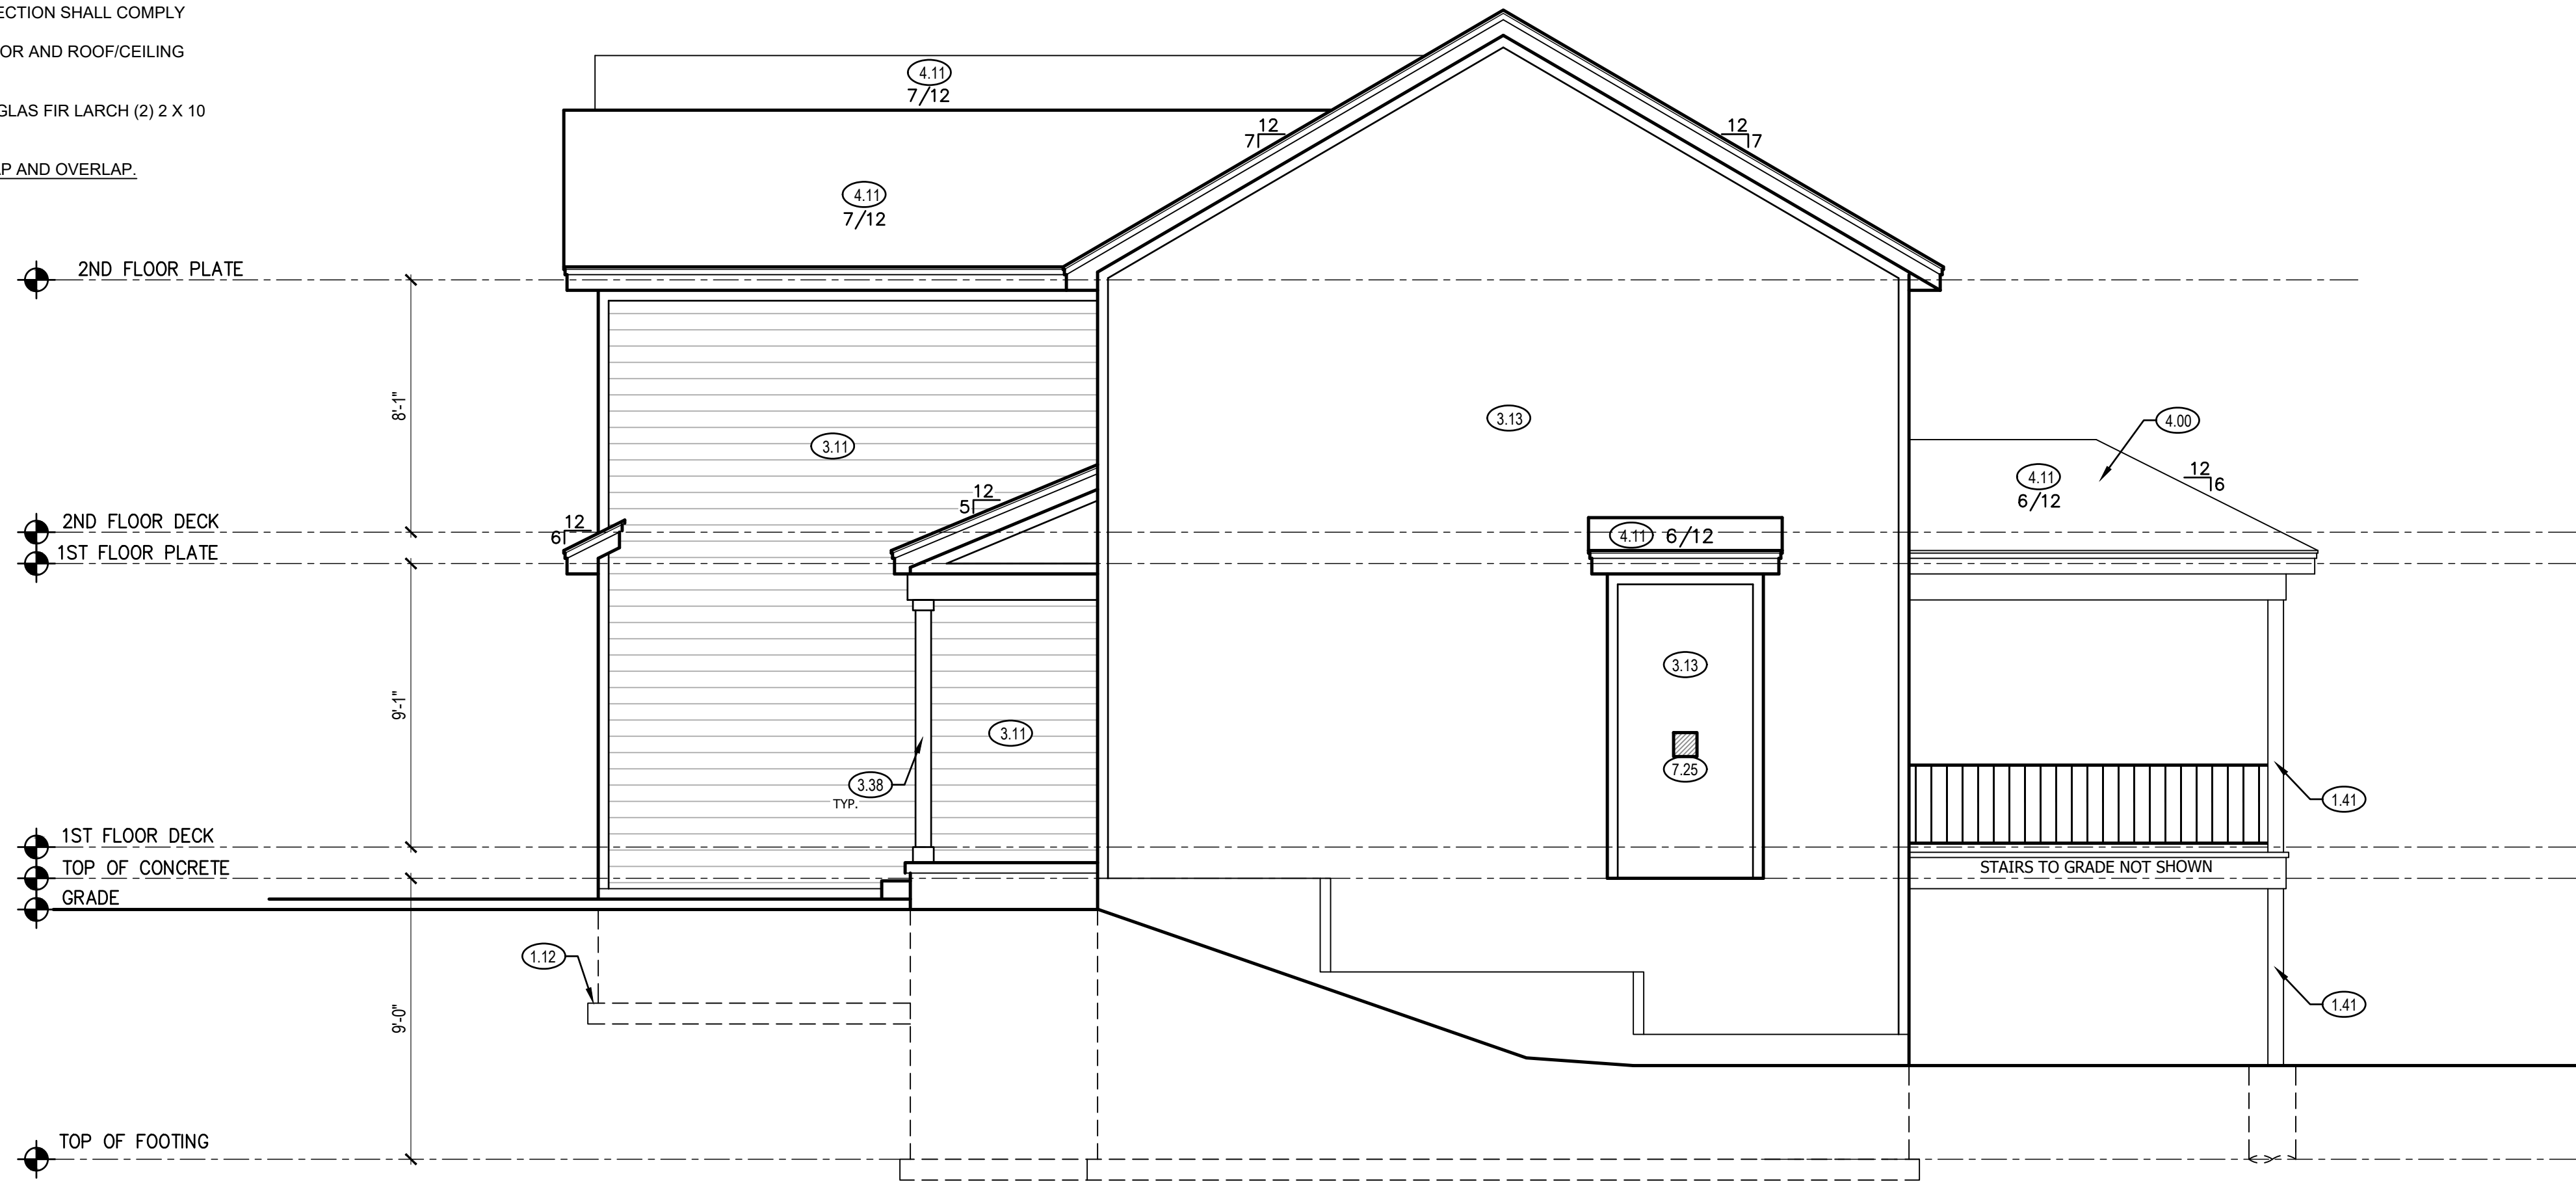 ECTION SHALL COMPLY
OR AND ROOF/CEILING
GLAS FIR LARCH (2) 2 X 10
AP AND OVERLAP.
4.11
7/12
12
7
12
7
4.11
7/12
2ND FLOOR PLATE
8'-1"
3.11
3.13
4.00
4.11
6/12
12
6
12
5
12
6
2ND FLOOR DECK
4.11 6/12
1ST FLOOR PLATE
9'-1"
3.13
3.11
7.25
3.38
TYP.
1.41
1ST FLOOR DECK
TOP OF CONCRETE
STAIRS TO GRADE NOT SHOWN
GRADE
1.12
9'-0"
1.41
TOP OF FOOTING